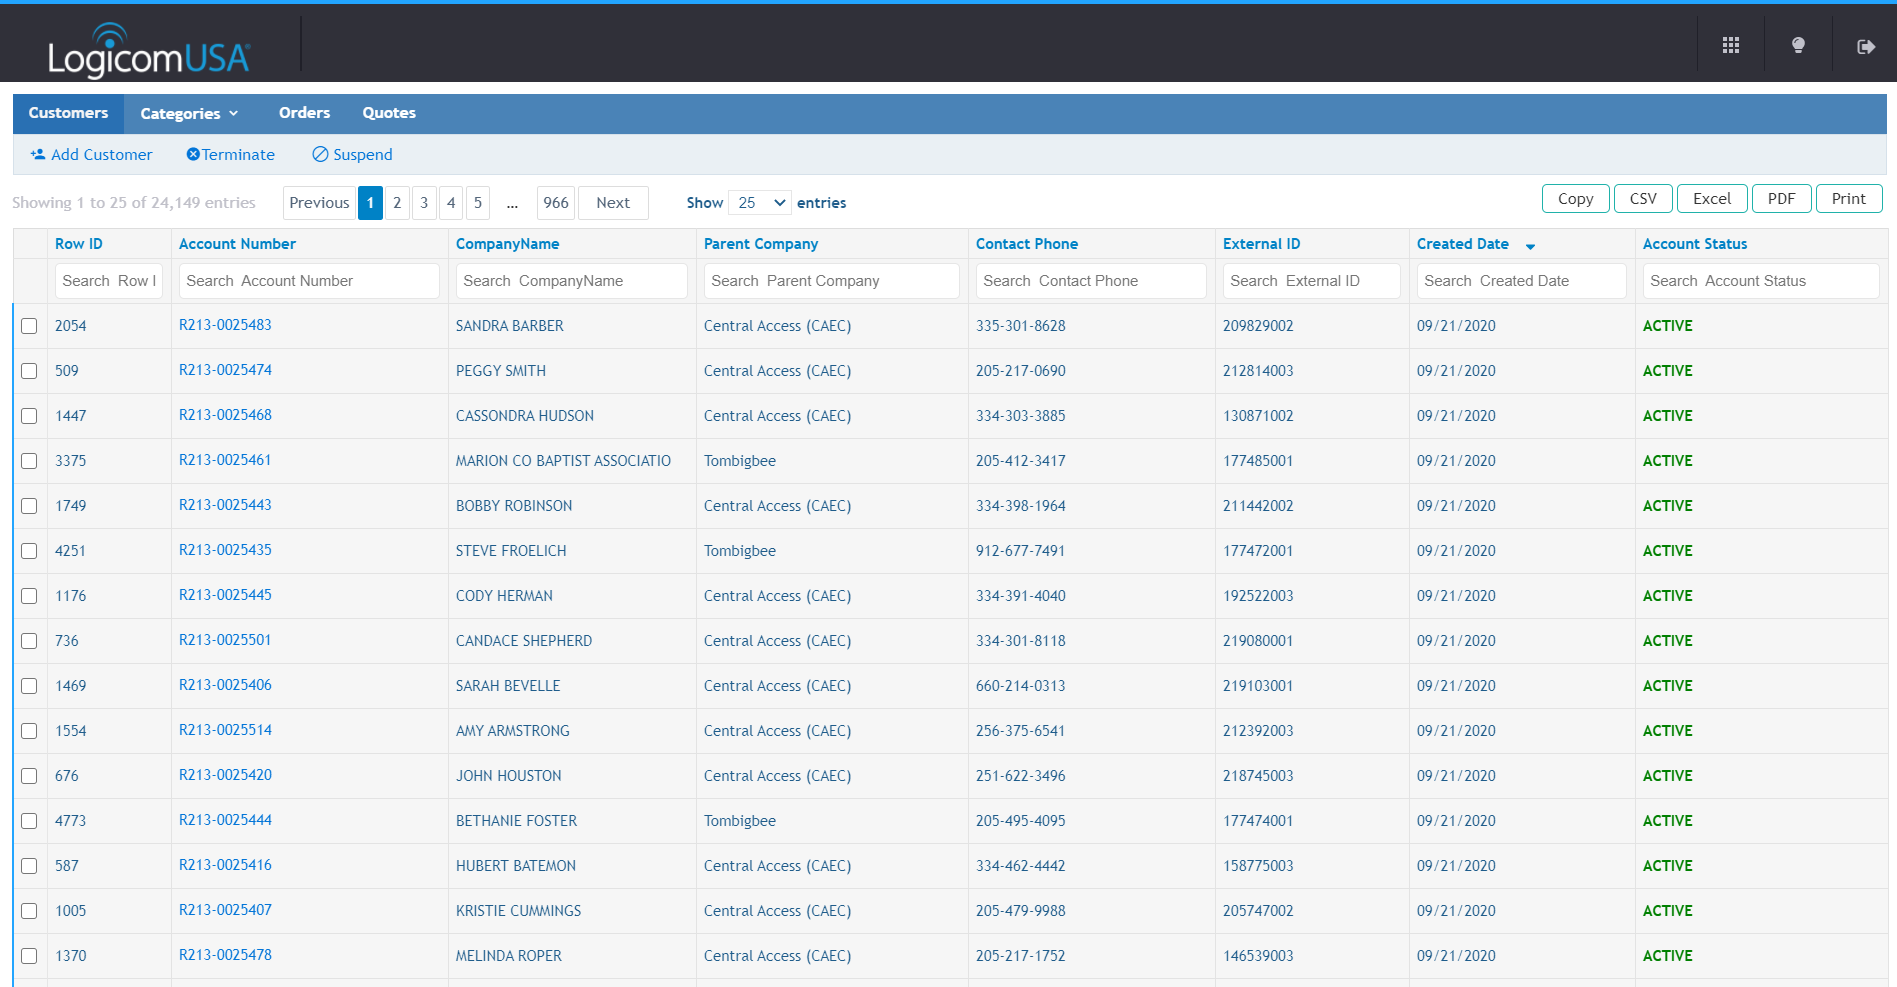 LogicomUSA
Customers Categories Orders Quotes
Add Customer Terminate Suspend
Showing 1 to 25 of 24,149 entries Previous 1 2 3 4 5 ... 966 Next Show 25 entries Copy CSV Excel PDF Print
Row ID Account Number CompanyName Parent Company Contact Phone External ID Created Date Account Status
Search Row I Search Account Number Search CompanyName Search Parent Company Search Contact Phone Search External ID Search Created Date Search Account Status
2054 R213-0025483 SANDRA BARBER Central Access (CAEC) 335-301-8628 209829002 09/21/2020 ACTIVE
509 R213-0025474 PEGGY SMITH Central Access (CAEC) 205-217-0690 212814003 09/21/2020 ACTIVE
1447 R213-0025468 CASSONDRA HUDSON Central Access (CAEC) 334-303-3885 130871002 09/21/2020 ACTIVE
3375 R213-0025461 MARION CO BAPTIST ASSOCIATIO Tombigbee 205-412-3417 177485001 09/21/2020 ACTIVE
1749 R213-0025443 BOBBY ROBINSON Central Access (CAEC) 334-398-1964 211442002 09/21/2020 ACTIVE
4251 R213-0025435 STEVE FROELICH Tombigbee 912-677-7491 177472001 09/21/2020 ACTIVE
1176 R213-0025445 CODY HERMAN Central Access (CAEC) 334-391-4040 192522003 09/21/2020 ACTIVE
736 R213-0025501 CANDACE SHEPHERD Central Access (CAEC) 334-301-8118 219080001 09/21/2020 ACTIVE
1469 R213-0025406 SARAH BEVELLE Central Access (CAEC) 660-214-0313 219103001 09/21/2020 ACTIVE
1554 R213-0025514 AMY ARMSTRONG Central Access (CAEC) 256-375-6541 212392003 09/21/2020 ACTIVE
676 R213-0025420 JOHN HOUSTON Central Access (CAEC) 251-622-3496 218745003 09/21/2020 ACTIVE
4773 R213-0025444 BETHANIE FOSTER Tombigbee 205-495-4095 177474001 09/21/2020 ACTIVE
587 R213-0025416 HUBERT BATEMON Central Access (CAEC) 334-462-4442 158775003 09/21/2020 ACTIVE
1005 R213-0025407 KRISTIE CUMMINGS Central Access (CAEC) 205-479-9988 205747002 09/21/2020 ACTIVE
1370 R213-0025478 MELINDA ROPER Central Access (CAEC) 205-217-1752 146539003 09/21/2020 ACTIVE